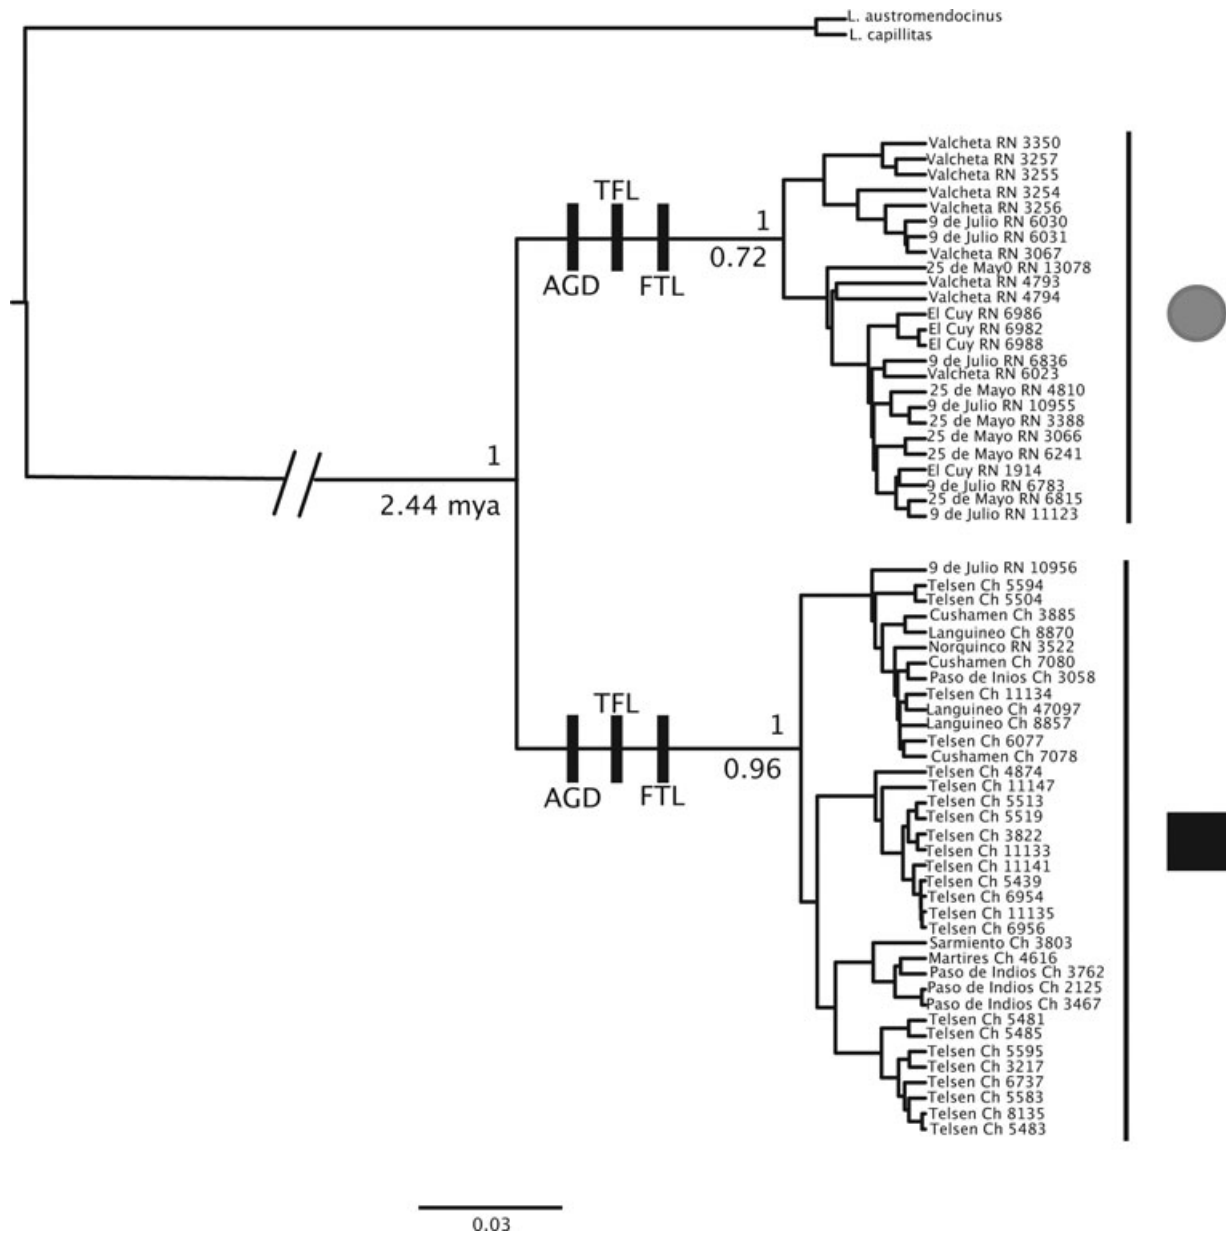 L. austromendocinus
L. capillitas
Valcheta RN 3350
Valcheta RN 3257
Valcheta RN 3255
Valcheta RN 3254
Valcheta RN 3256
9 de Julio RN 6030
9 de Julio RN 6031
Valcheta RN 3067
25 de May0 RN 13078
Valcheta RN 4793
Valcheta RN 4794
El Cuy RN 6986
El Cuy RN 6982
El Cuy RN 6988
9 de Julio RN 6836
Valcheta RN 6023
25 de Mayo RN 4810
9 de Julio RN 10955
25 de Mayo RN 3388
25 de Mayo RN 3066
25 de Mayo RN 6241
El Cuy RN 1914
9 de Julio RN 6783
25 de Mayo RN 6815
9 de Julio RN 11123
TFL
1
0.72
AGD
FTL
1
2.44 mya
9 de Julio RN 10956
Telsen Ch 5594
Telsen Ch 5504
Cushamen Ch 3885
Languineo Ch 8870
Norquinco RN 3522
Cushamen Ch 7080
Paso de Inios Ch 3058
Telsen Ch 11134
Languineo Ch 47097
Languineo Ch 8857
Telsen Ch 6077
Cushamen Ch 7078
TFL
1
0.96
AGD
FTL
Telsen Ch 4874
Telsen Ch 11147
Telsen Ch 5513
Telsen Ch 5519
Telsen Ch 3822
Telsen Ch 11133
Telsen Ch 11141
Telsen Ch 5439
Telsen Ch 6954
Telsen Ch 11135
Telsen Ch 6956
Sarmiento Ch 3803
Martires Ch 4616
Paso de Indios Ch 3762
Paso de Indios Ch 2125
Paso de Indios Ch 3467
Telsen Ch 5481
Telsen Ch 5485
Telsen Ch 5595
Telsen Ch 3217
Telsen Ch 6737
Telsen Ch 5583
Telsen Ch 8135
Telsen Ch 5483
0.03